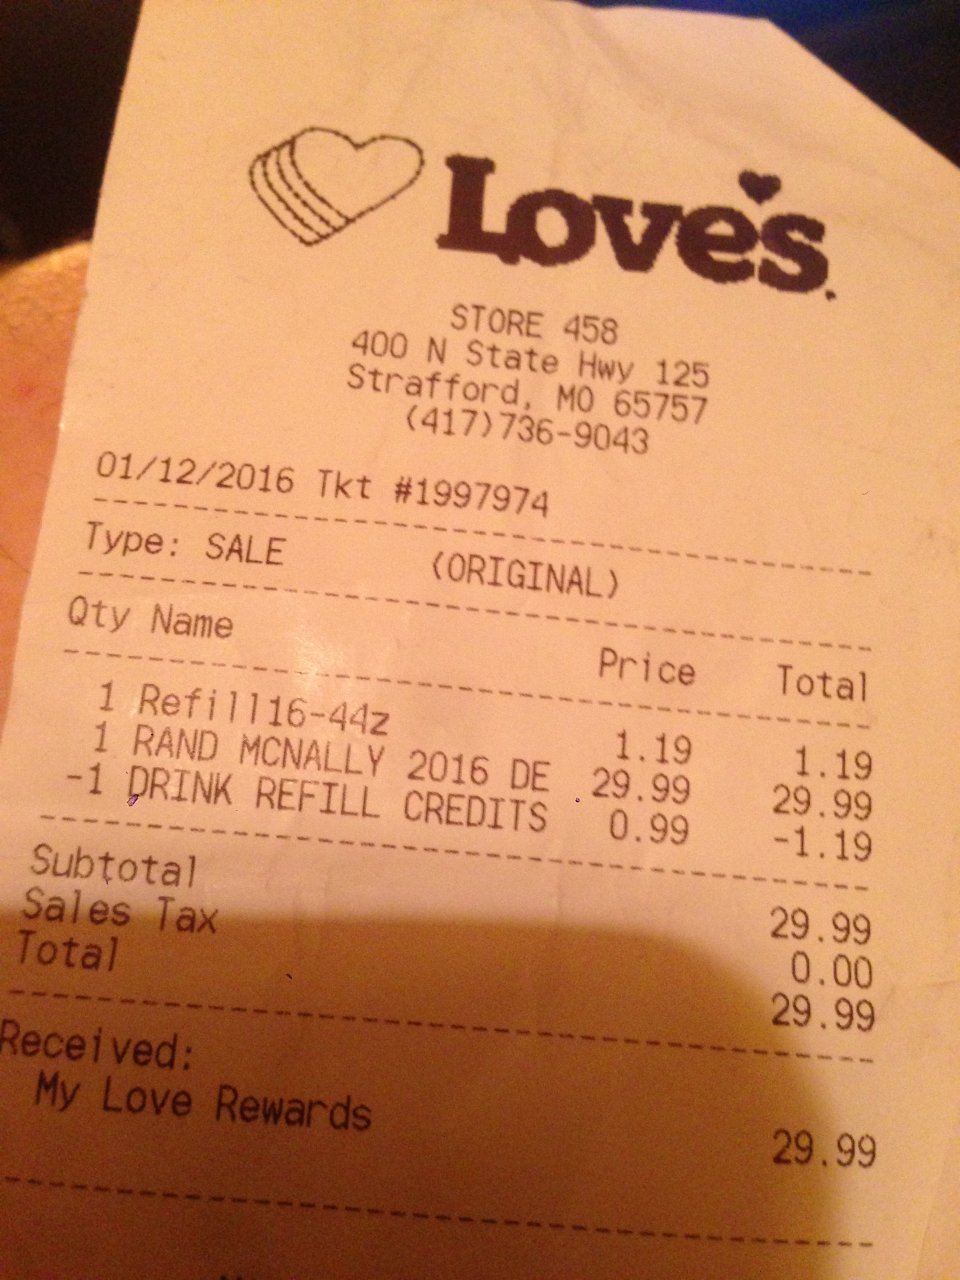 Love's
STORE 458
400 N State Hwy 125
Strafford, MO 65757
(417)736-9043
01/12/2016 Tkt #1997974
Type: SALE (ORIGINAL)
Qty Name Price Total
1 Refill16-44z 1.19 1.19
1 RAND MCNALLY 2016 DE 29.99 29.99
-1 DRINK REFILL CREDITS 0.99 -1.19
Subtotal 29.99
Sales Tax 0.00
Total 29.99
Received:
My Love Rewards 29.99